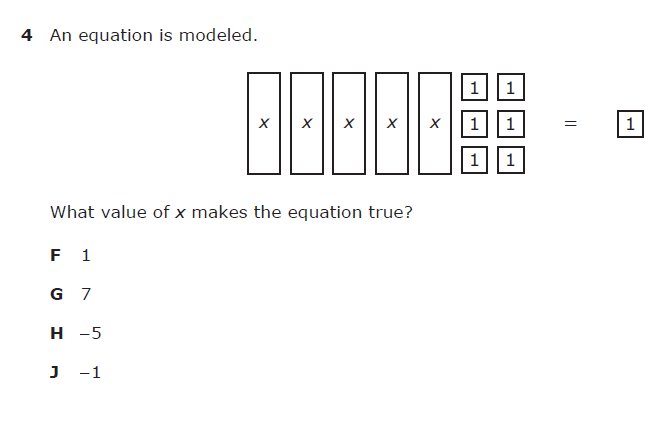 4 An equation is modeled.
1 1
x x x x x 1 1 = 1
1 1
What value of x makes the equation true?
F 1
G 7
H −5
J −1